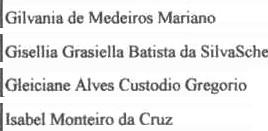 Gilvania de Medeiros Mariano
Gisellia Grasiella Batista da SilvaSche
Gleiciane Alves Custodio Gregorio
Isabel Monteiro da Cruz